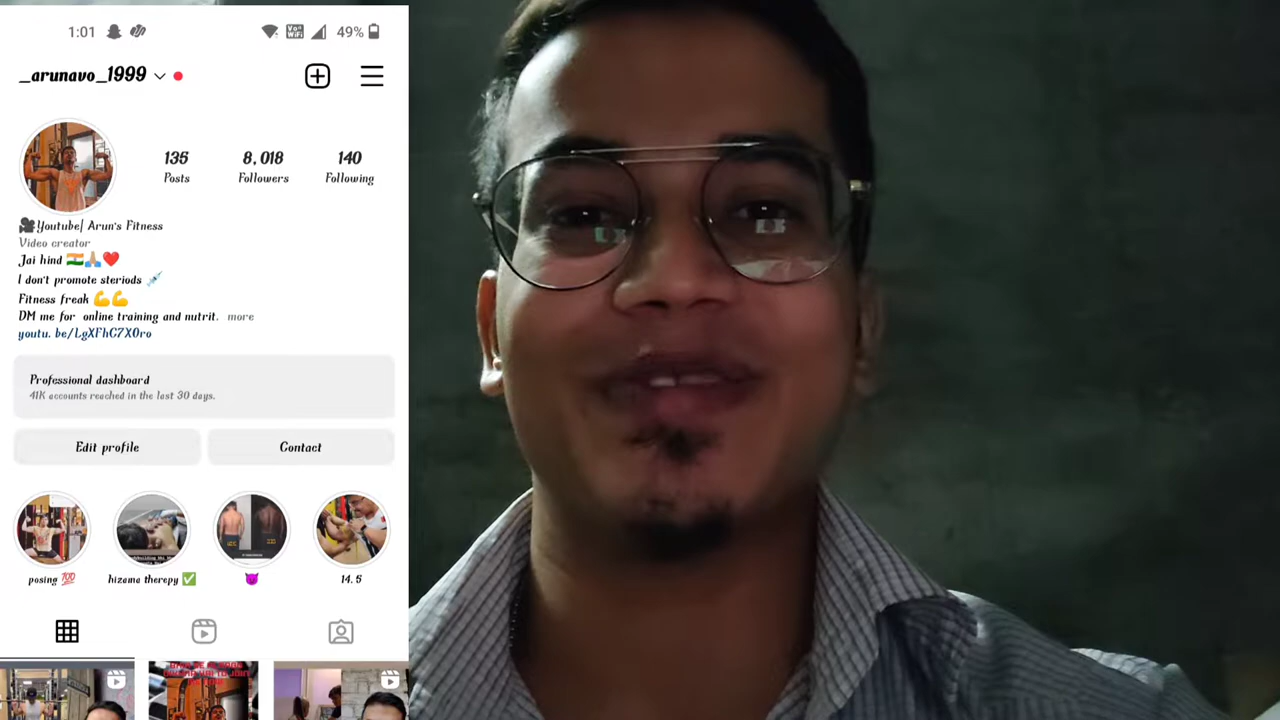 1:01
Vo))
WiFi
49%
_arunavo_1999
135
8,018
140
Posts
Followers
Following
🎥Youtube| Arun's Fitness
Video creator
Jai hind 🇮🇳🙏🏼❤️
I don't promote steriods 💉
Fitness freak 💪💪
DM me for online training and nutrit. more
youtu.be/LgXFhC7X0ro
Professional dashboard
41K accounts reached in the last 30 days.
Edit profile
Contact
posing 💯
hizama therepy ✅
😈
14.5